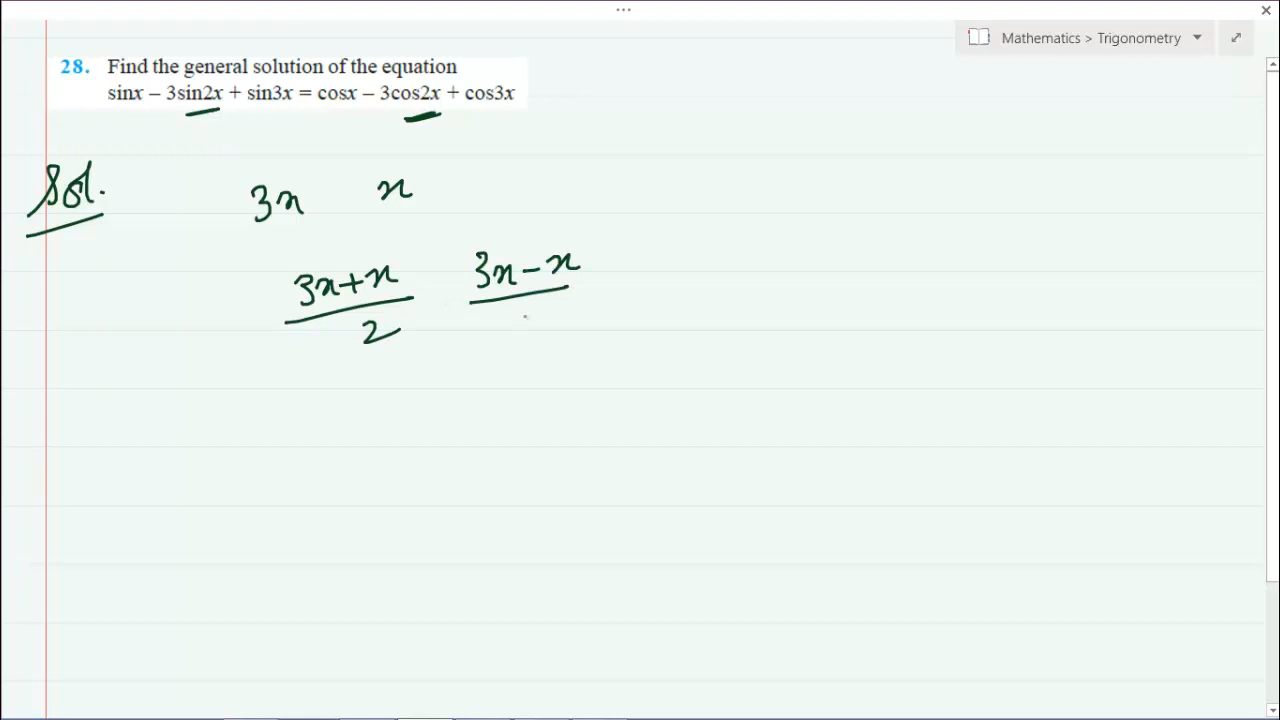 Mathematics > Trigonometry
28. Find the general solution of the equation
sinx – 3sin2x + sin3x = cosx – 3cos2x + cos3x
Sol.
3x x
3x+x 3x-x
2